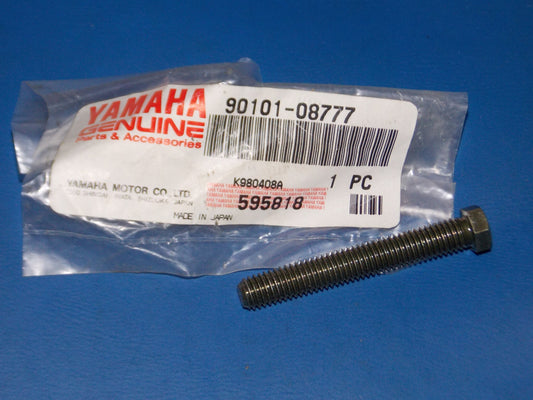 YAMAHA
GENUINE
Parts & Accessories
90101-08777
K980408A
1 PC
YAMAHA MOTOR CO., LTD.
595818
MADE IN JAPAN